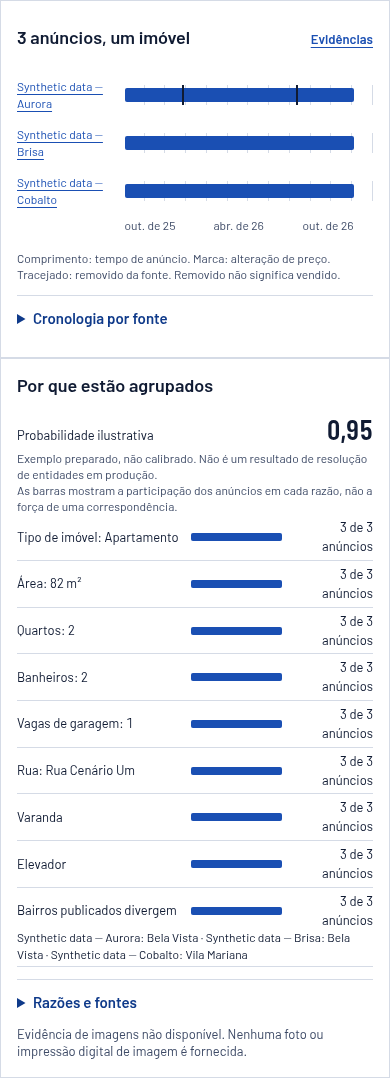 3 anúncios, um imóvel
Evidências
Synthetic data —
Aurora
Synthetic data —
Brisa
Synthetic data —
Cobalto
out. de 25 abr. de 26 out. de 26
Comprimento: tempo de anúncio. Marca: alteração de preço.
Tracejado: removido da fonte. Removido não significa vendido.
▶ Cronologia por fonte
Por que estão agrupados
Probabilidade ilustrativa 0,95
Exemplo preparado, não calibrado. Não é um resultado de resolução
de entidades em produção.
As barras mostram a participação dos anúncios em cada razão, não a
força de uma correspondência.
Tipo de imóvel: Apartamento 3 de 3
anúncios
Área: 82 m² 3 de 3
anúncios
Quartos: 2 3 de 3
anúncios
Banheiros: 2 3 de 3
anúncios
Vagas de garagem: 1 3 de 3
anúncios
Rua: Rua Cenário Um 3 de 3
anúncios
Varanda 3 de 3
anúncios
Elevador 3 de 3
anúncios
Bairros publicados divergem 3 de 3
anúncios
Synthetic data — Aurora: Bela Vista · Synthetic data — Brisa: Bela
Vista · Synthetic data — Cobalto: Vila Mariana
▶ Razões e fontes
Evidência de imagens não disponível. Nenhuma foto ou
impressão digital de imagem é fornecida.